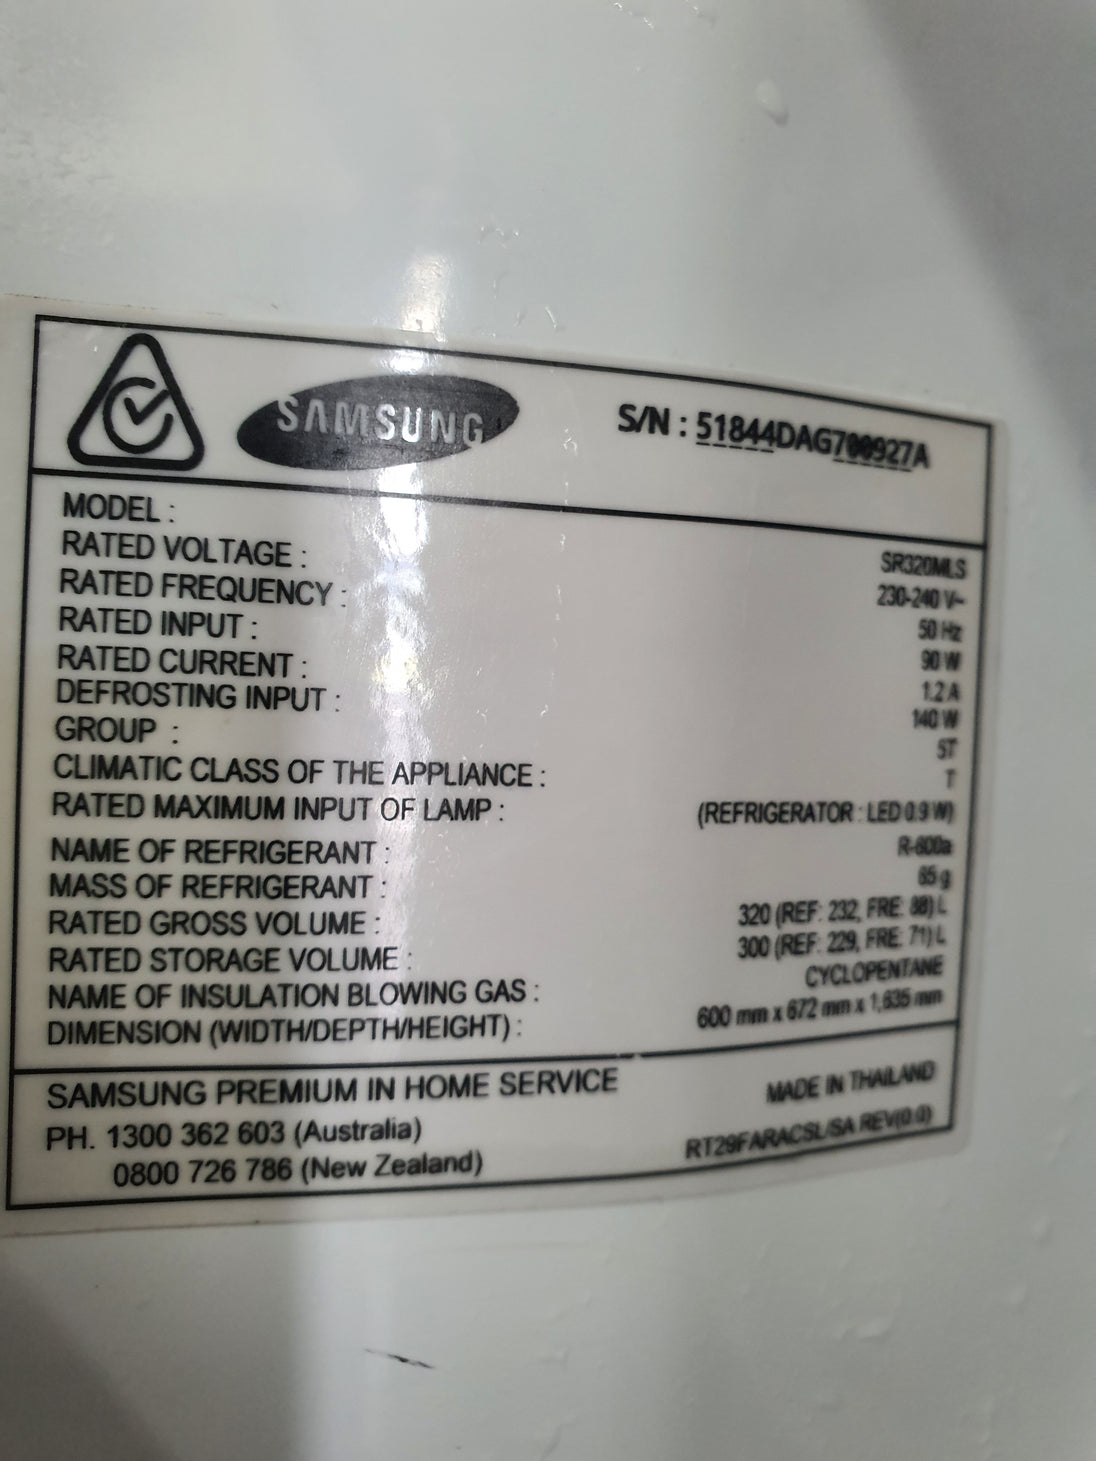 SAMSUNG
S/N : 51844DAG700927A
MODEL : SR320MLS
RATED VOLTAGE : 230-240 V~
RATED FREQUENCY : 50 Hz
RATED INPUT : 90 W
RATED CURRENT : 1.2 A
DEFROSTING INPUT : 140 W
GROUP : 5T
CLIMATIC CLASS OF THE APPLIANCE : T
RATED MAXIMUM INPUT OF LAMP : (REFRIGERATOR : LED 0.9 W)
NAME OF REFRIGERANT : R-600a
MASS OF REFRIGERANT : 65 g
RATED GROSS VOLUME : 320 (REF: 232, FRE: 88) L
RATED STORAGE VOLUME : 300 (REF: 229, FRE: 71) L
NAME OF INSULATION BLOWING GAS : CYCLOPENTANE
DIMENSION (WIDTH/DEPTH/HEIGHT) : 600 mm x 672 mm x 1,635 mm
SAMSUNG PREMIUM IN HOME SERVICE
PH. 1300 362 603 (Australia)
0800 726 786 (New Zealand)
MADE IN THAILAND
RT29FARACSL/SA REV(0.0)